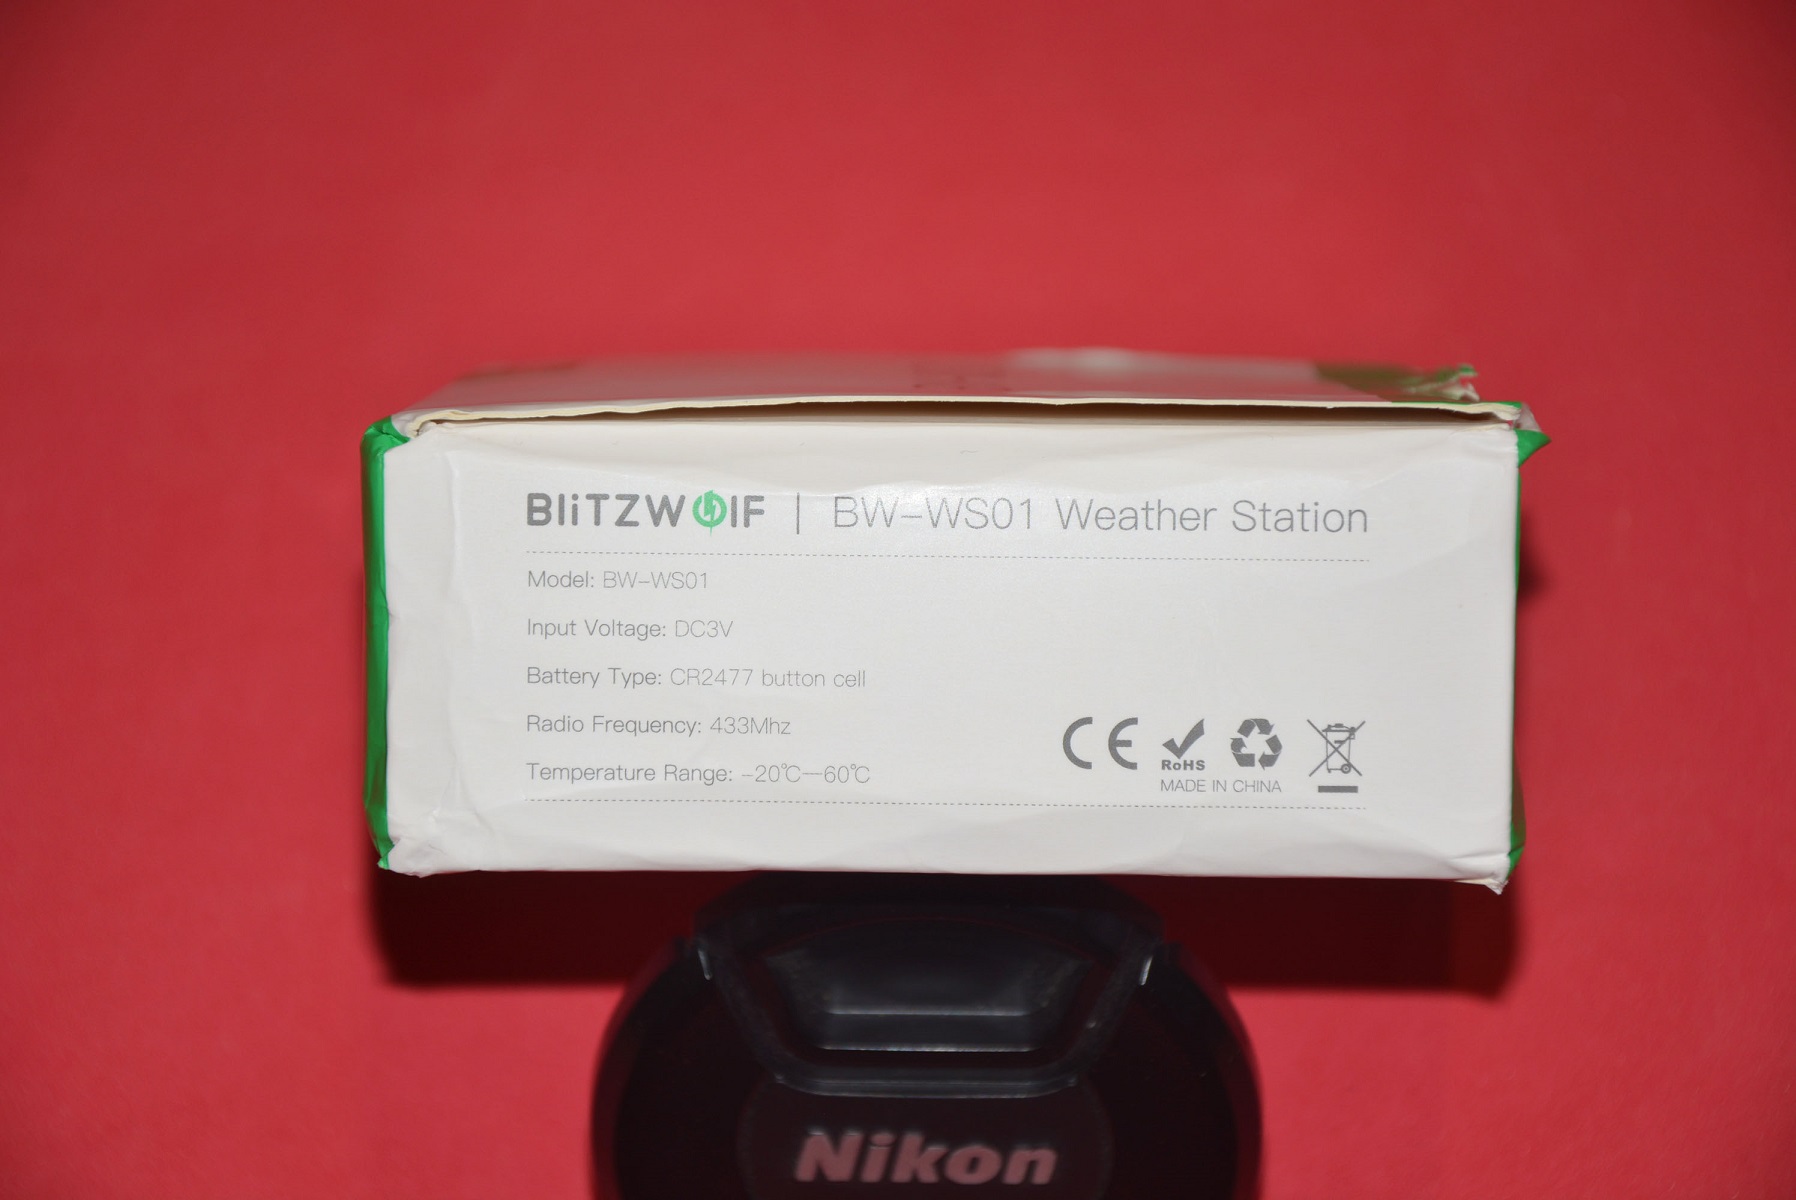 BLiTZWOLF | BW-WS01 Weather Station
Model: BW-WS01
Input Voltage: DC3V
Battery Type: CR2477 button cell
Radio Frequency: 433Mhz
Temperature Range: -20℃—60℃
CE RoHS
MADE IN CHINA
Nikon